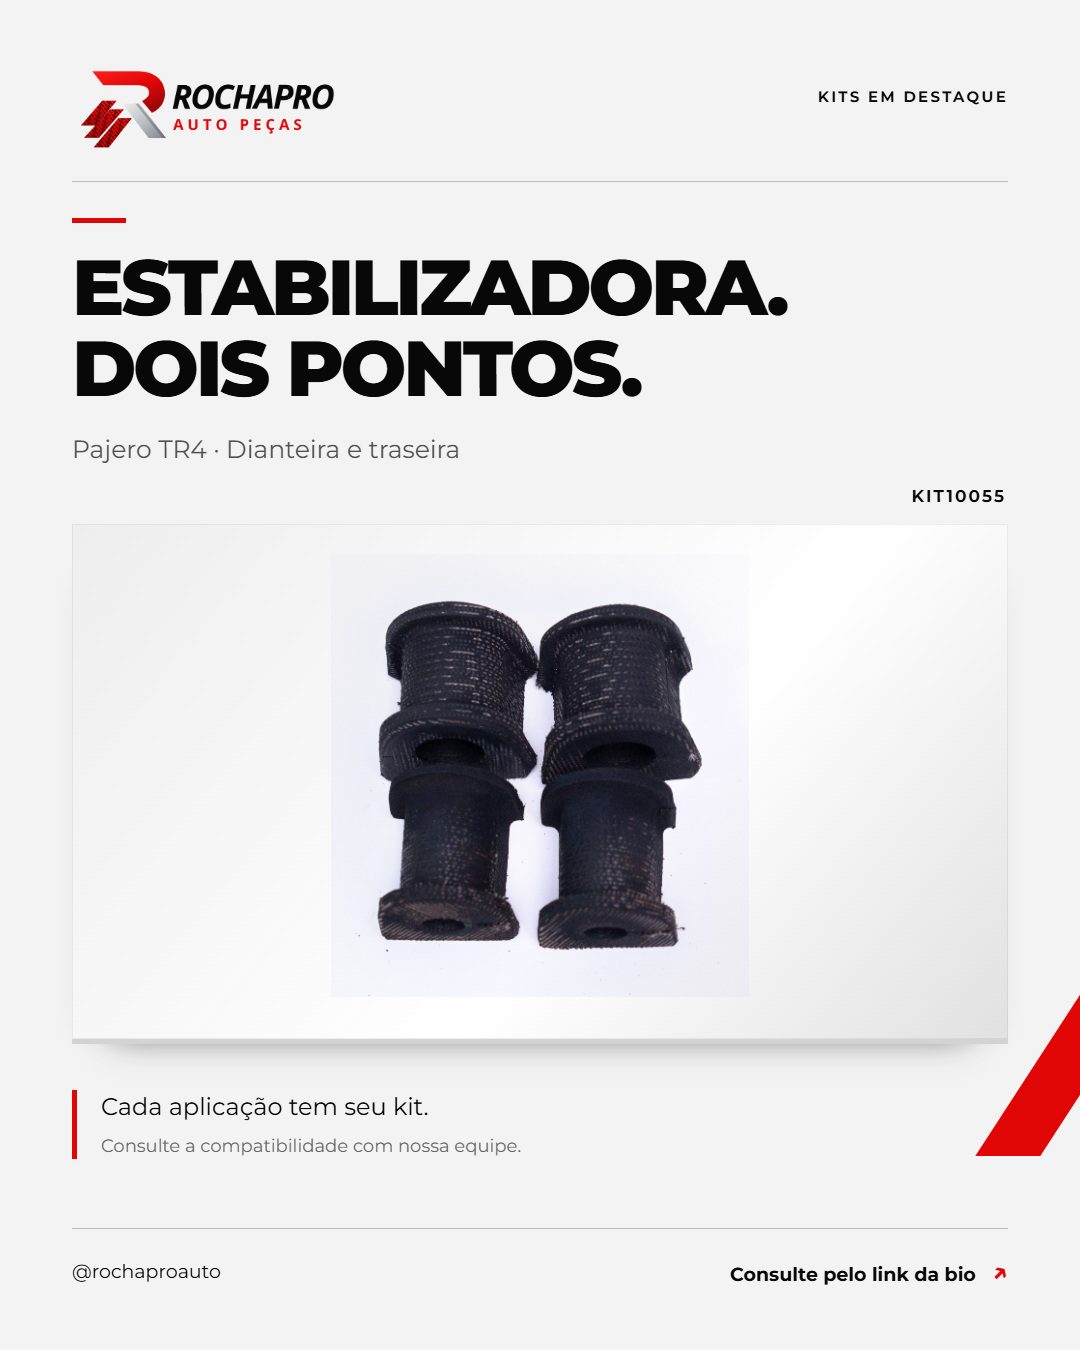 ROCHAPRO
AUTO PEÇAS
KITS EM DESTAQUE
ESTABILIZADORA.
DOIS PONTOS.
Pajero TR4 · Dianteira e traseira
KIT10055
Cada aplicação tem seu kit.
Consulte a compatibilidade com nossa equipe.
@rochaproauto
Consulte pelo link da bio